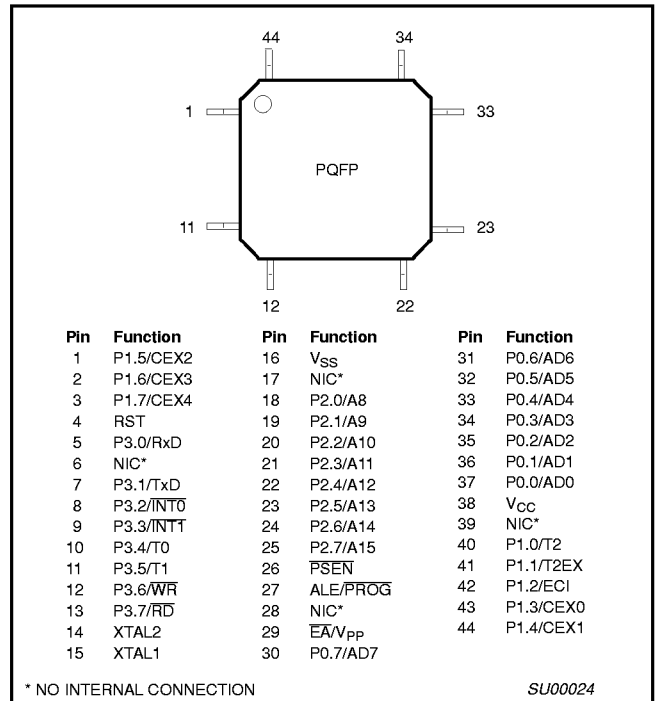 44 34
1 33
PQFP
11 23
12 22
Pin Function Pin Function Pin Function
1 P1.5/CEX2 16 VSS 31 P0.6/AD6
2 P1.6/CEX3 17 NIC* 32 P0.5/AD5
3 P1.7/CEX4 18 P2.0/A8 33 P0.4/AD4
4 RST 19 P2.1/A9 34 P0.3/AD3
5 P3.0/RxD 20 P2.2/A10 35 P0.2/AD2
6 NIC* 21 P2.3/A11 36 P0.1/AD1
7 P3.1/TxD 22 P2.4/A12 37 P0.0/AD0
8 P3.2/INT0 23 P2.5/A13 38 VCC
9 P3.3/INT1 24 P2.6/A14 39 NIC*
10 P3.4/T0 25 P2.7/A15 40 P1.0/T2
11 P3.5/T1 26 PSEN 41 P1.1/T2EX
12 P3.6/WR 27 ALE/PROG 42 P1.2/ECI
13 P3.7/RD 28 NIC* 43 P1.3/CEX0
14 XTAL2 29 EA/VPP 44 P1.4/CEX1
15 XTAL1 30 P0.7/AD7
* NO INTERNAL CONNECTION SU00024